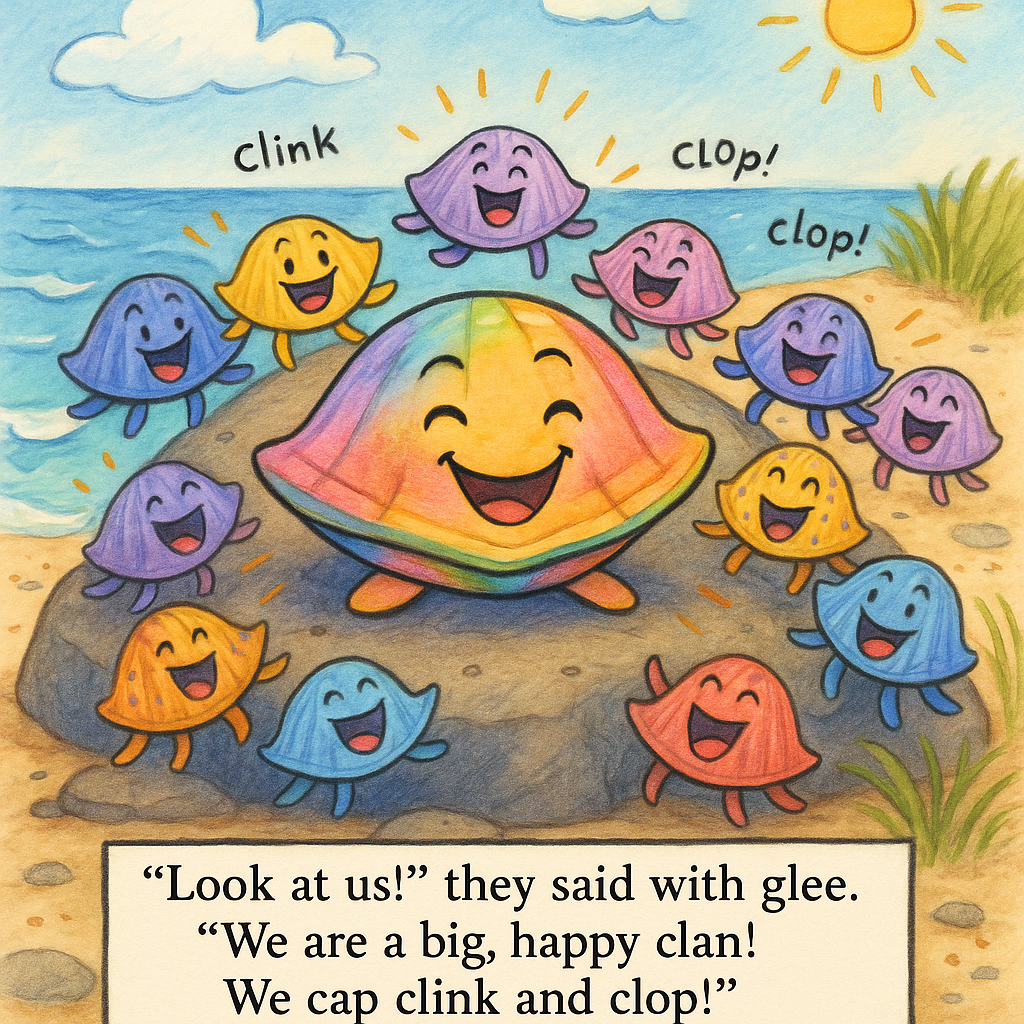 clink
CLOP!
clop!
“Look at us!” they said with glee.
“We are a big, happy clan!
We cap clink and clop!”